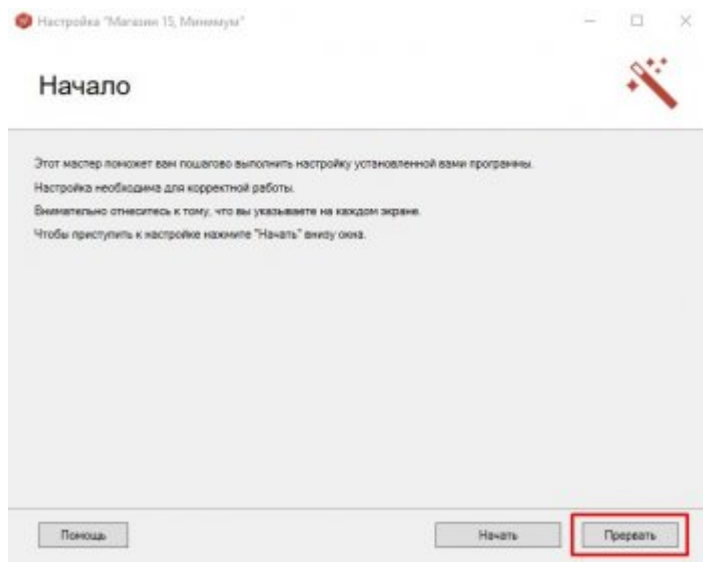 Настройка "Магазин 15, Минимум"
Начало
Этот мастер поможет вам пошагово выполнить настройку установленной вами программы.
Настройка необходима для корректной работы.
Внимательно отнеситесь к тому, что вы указываете на каждом экране.
Чтобы приступить к настройке нажмите "Начать" внизу окна.
Помощь
Начать
Прервать